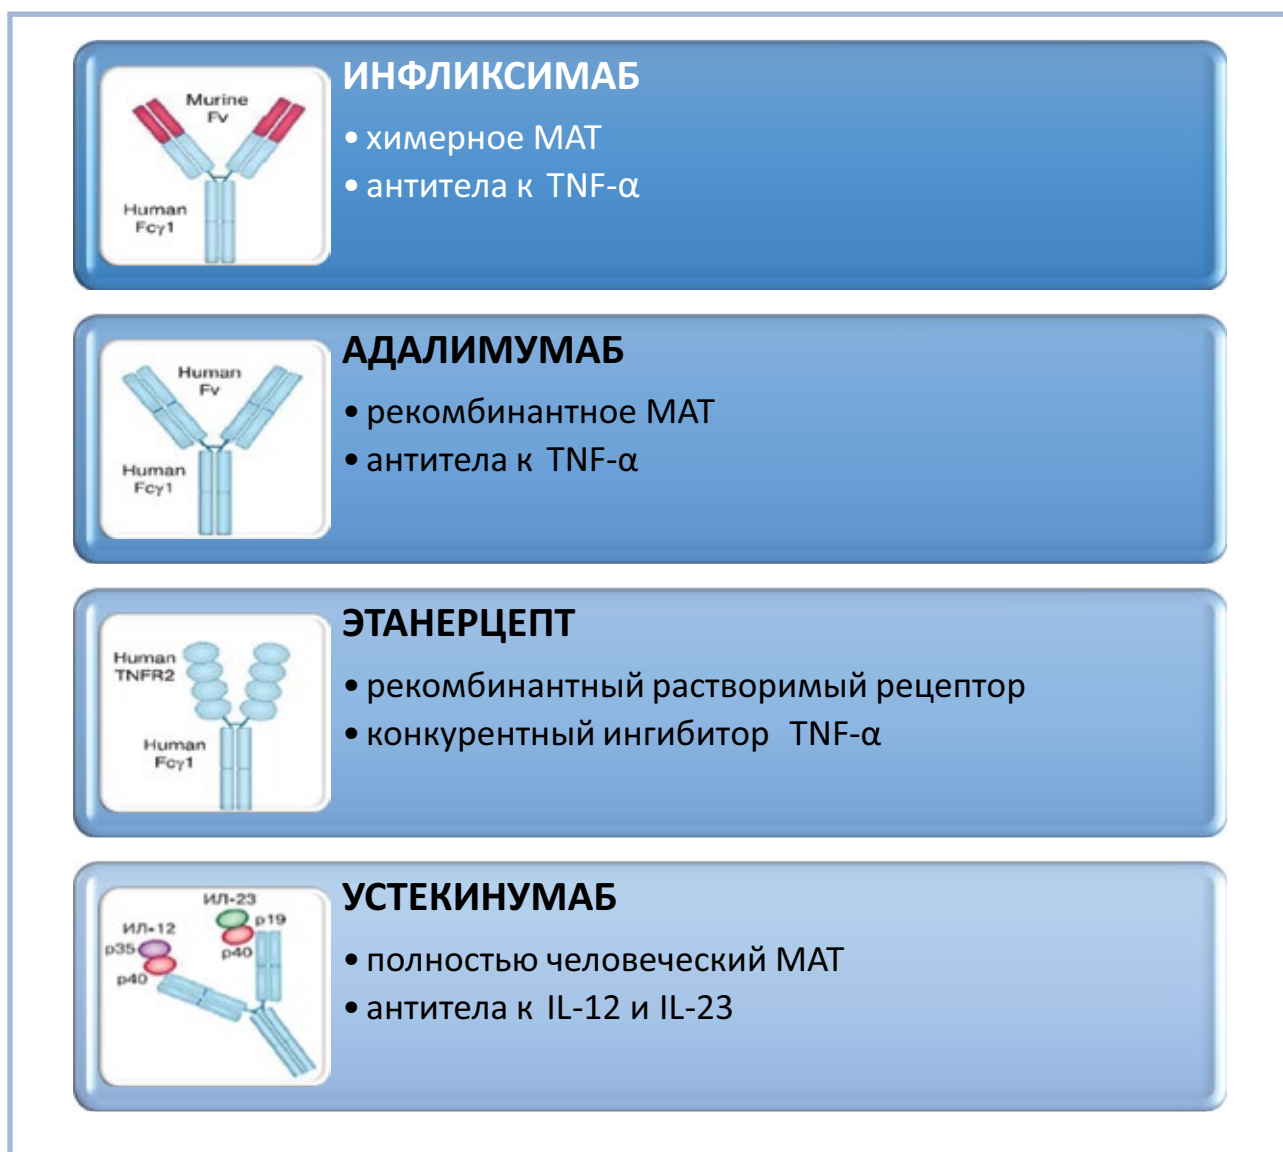 ИНФЛИКСИМАБ
Murine
Fv
• химерное МАТ
• антитела к TNF-α
Human
Fcγ1
АДАЛИМУМАБ
Human
Fv
• рекомбинантное МАТ
• антитела к TNF-α
Human
Fcγ1
ЭТАНЕРЦЕПТ
Human
TNFR2
• рекомбинантный растворимый рецептор
• конкурентный ингибитор TNF-α
Human
Fcγ1
УСТЕКИНУМАБ
ИЛ-23
p19
ИЛ-12
p35
p40
p40
• полностью человеческий МАТ
• антитела к IL-12 и IL-23